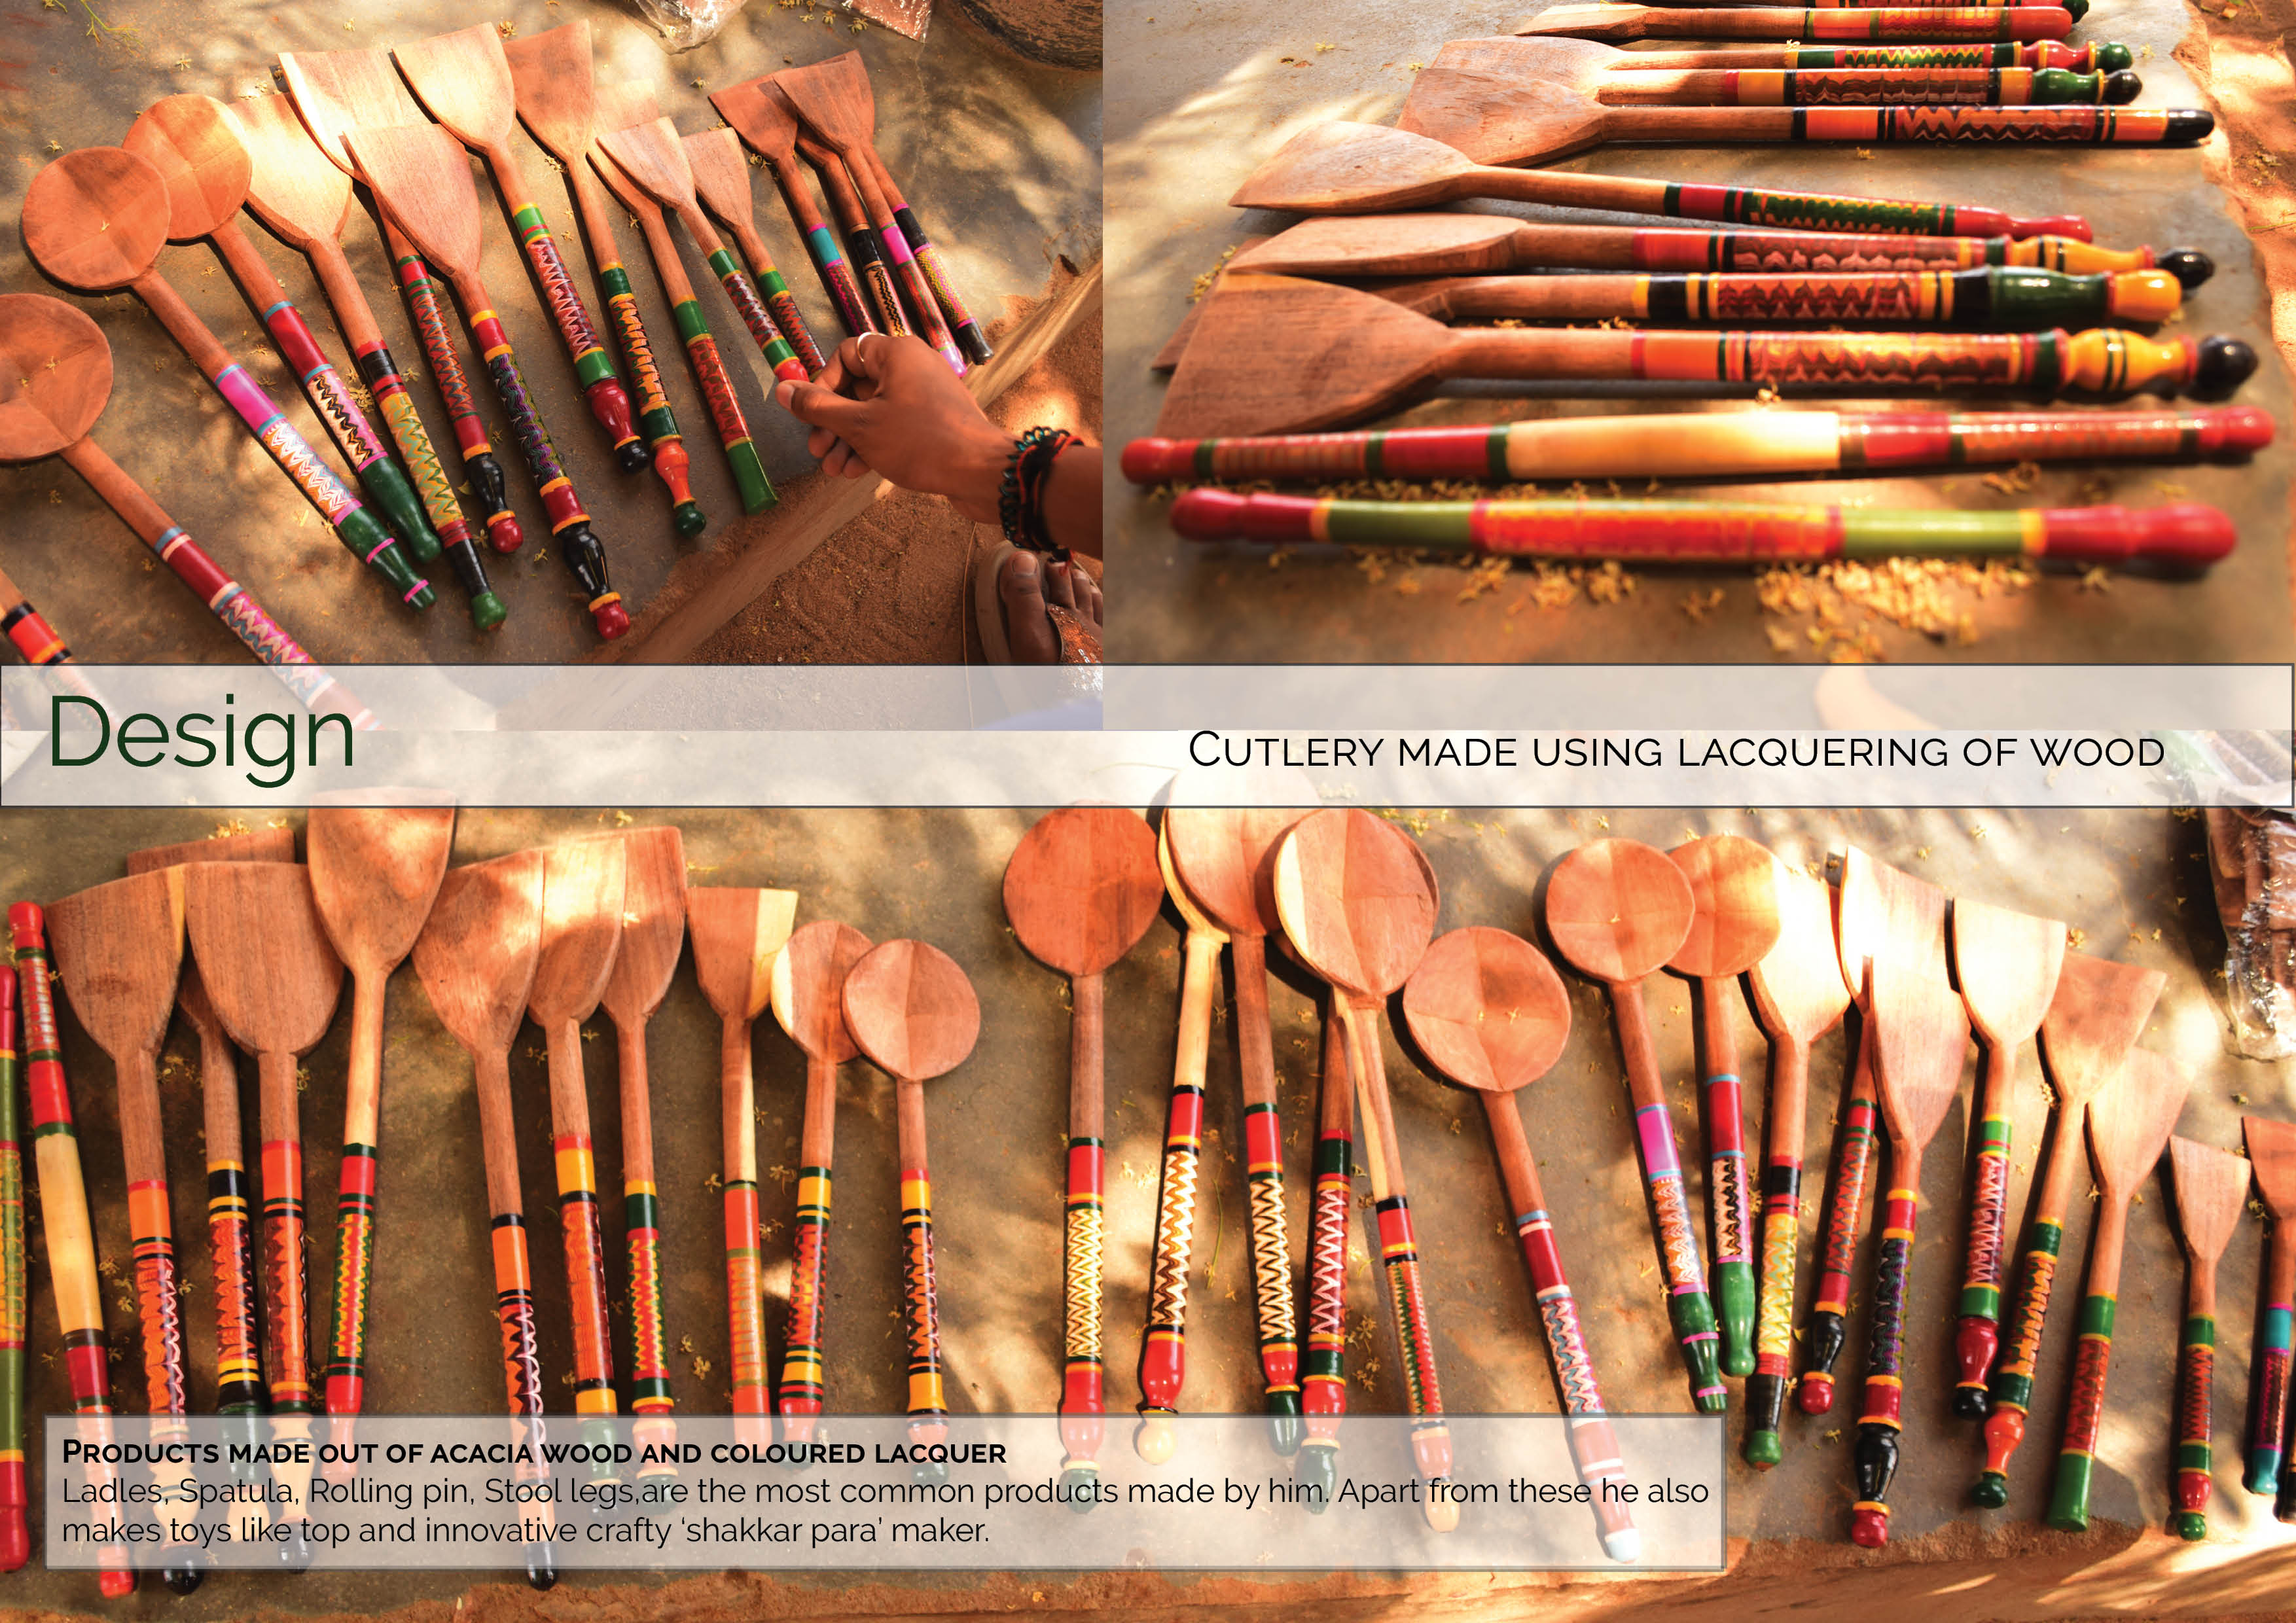 Design
Cutlery made using lacquering of wood
Products made out of acacia wood and coloured lacquer
Ladles, Spatula, Rolling pin, Stool legs,are the most common products made by him. Apart from these he also
makes toys like top and innovative crafty ‘shakkar para’ maker.